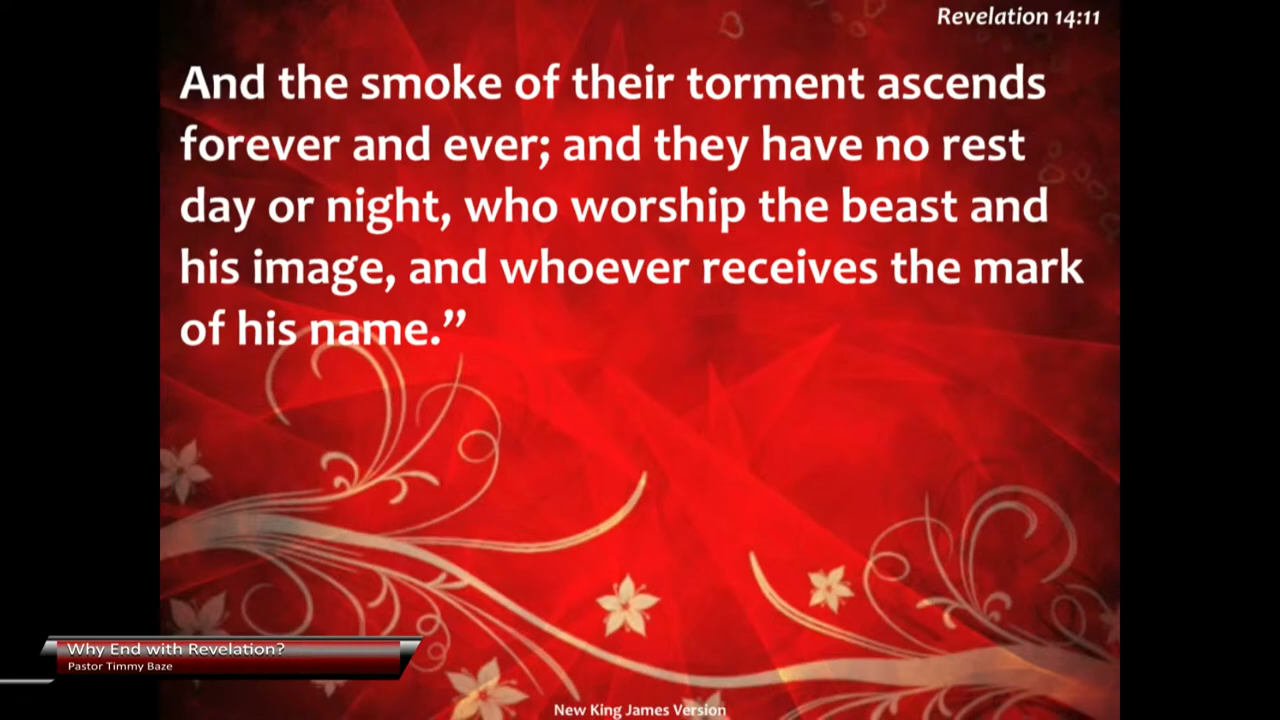 Revelation 14:11
And the smoke of their torment ascends
forever and ever; and they have no rest
day or night, who worship the beast and
his image, and whoever receives the mark
of his name.”
Why End with Revelation?
Pastor Timmy Baze
New King James Version